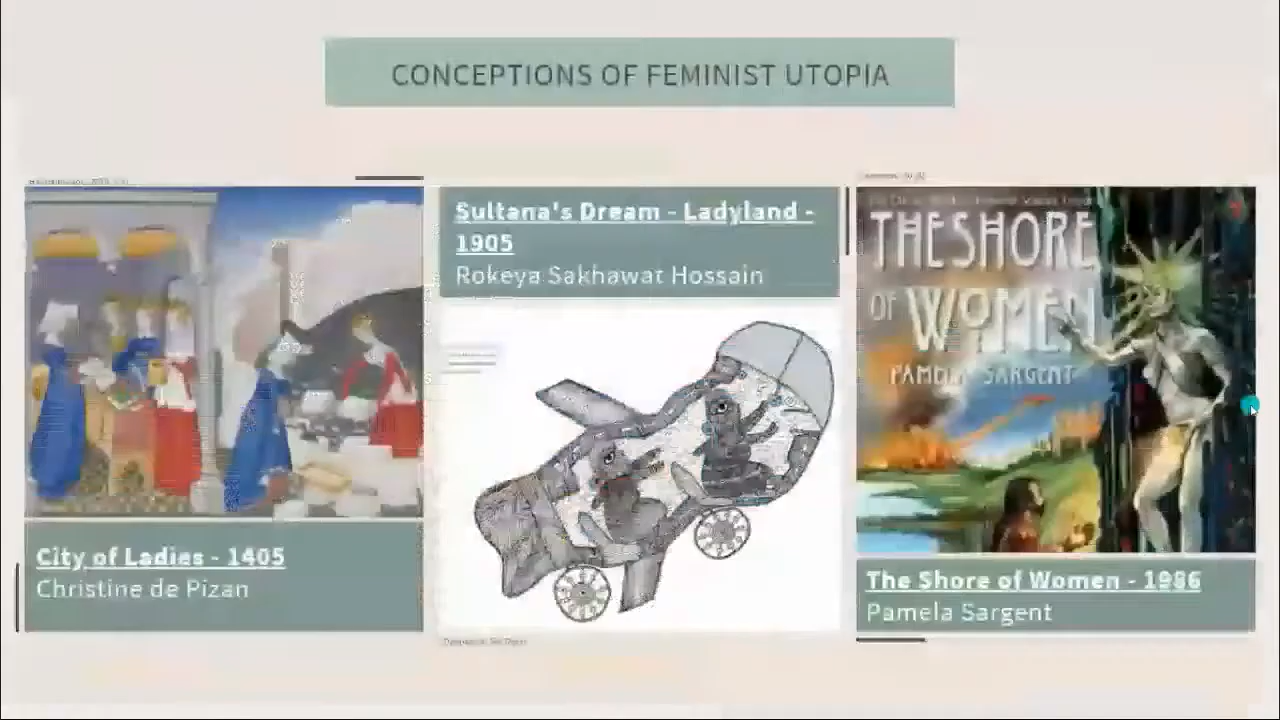 CONCEPTIONS OF FEMINIST UTOPIA
City of Ladies - 1405
Christine de Pizan
Sultana's Dream - Ladyland -
1905
Rokeya Sakhawat Hossain
THE SHORE
OF WOMEN
PAMELA SARGENT
The Shore of Women - 1986
Pamela Sargent